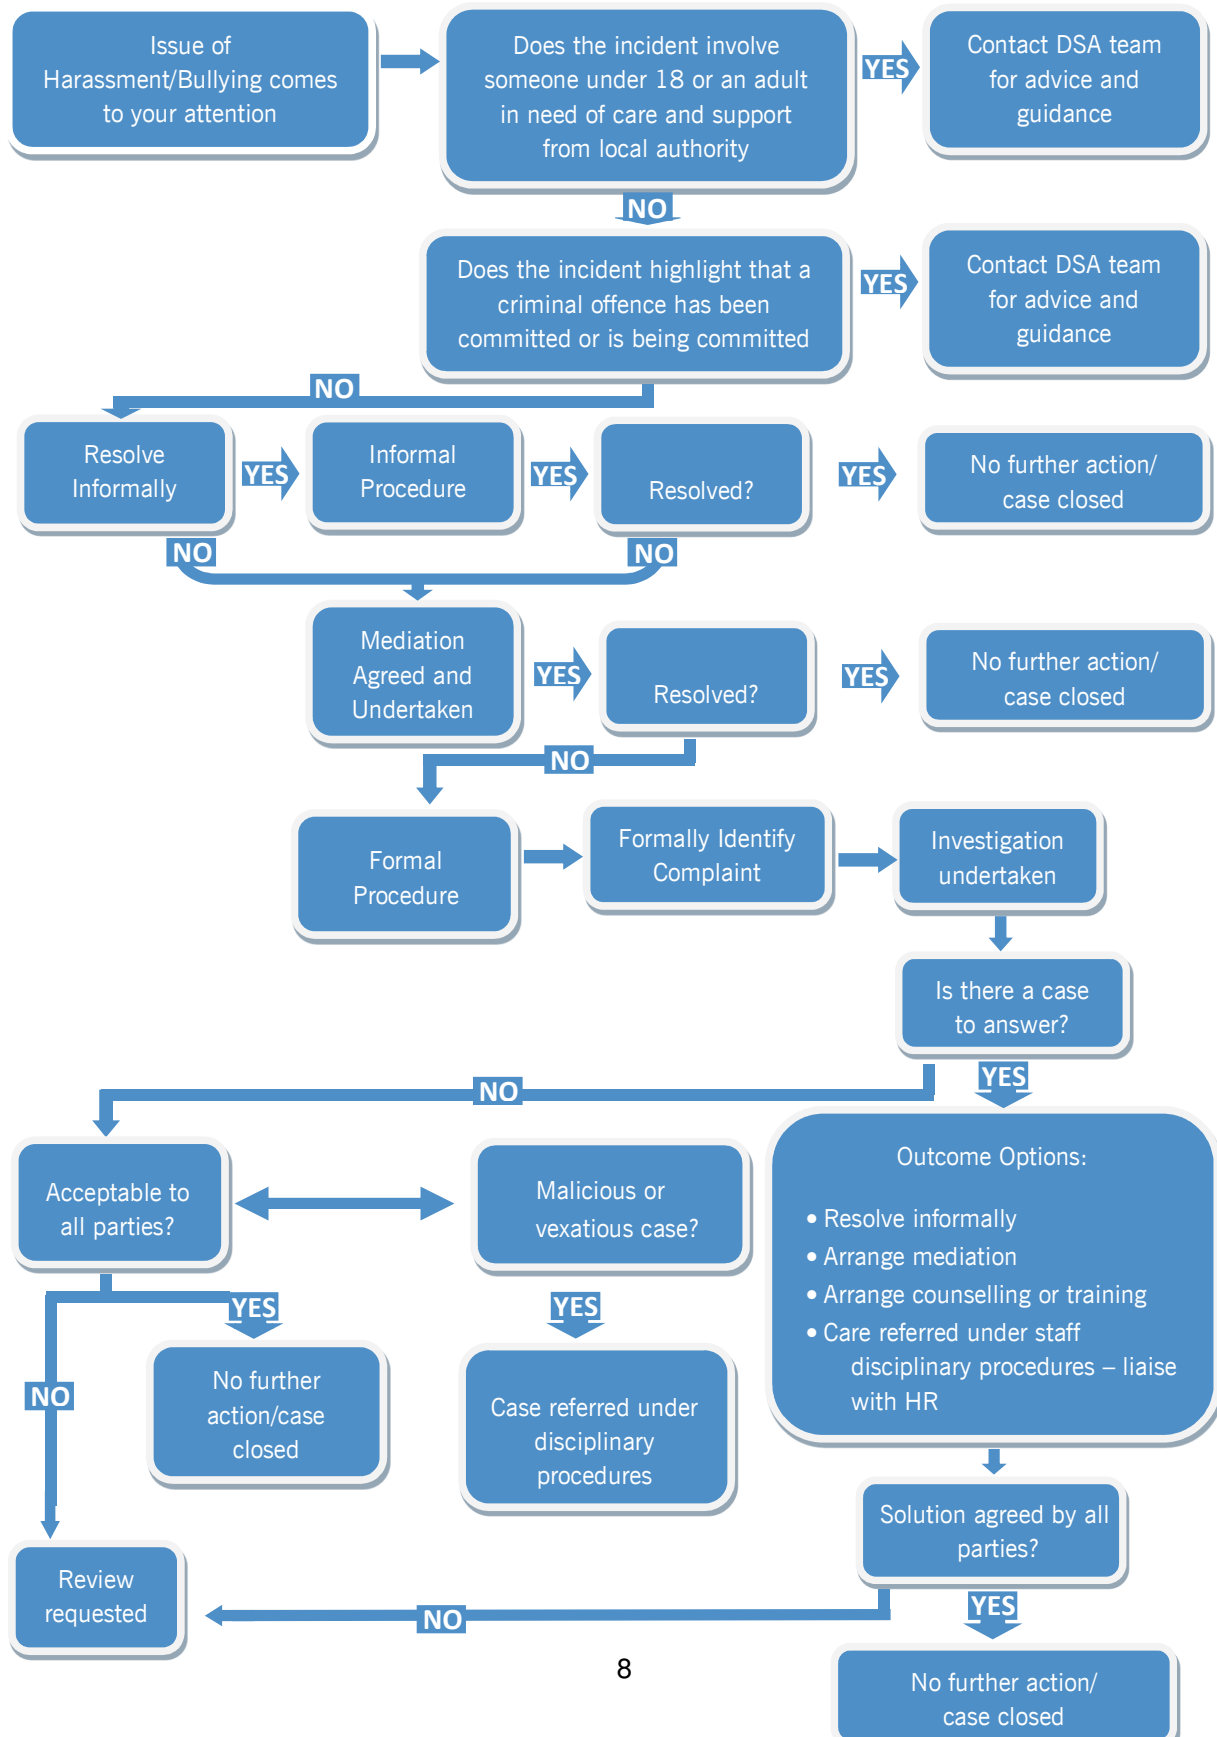 Issue of
Harassment/Bullying comes
to your attention
Does the incident involve
someone under 18 or an adult
in need of care and support
from local authority
YES
Contact DSA team
for advice and
guidance
NO
Does the incident highlight that a
criminal offence has been
committed or is being committed
YES
Contact DSA team
for advice and
guidance
NO
Resolve
Informally
YES
Informal
Procedure
YES
Resolved?
YES
No further action/
case closed
NO
NO
Mediation
Agreed and
Undertaken
YES
Resolved?
YES
No further action/
case closed
NO
Formal
Procedure
Formally Identify
Complaint
Investigation
undertaken
Is there a case
to answer?
NO
YES
Acceptable to
all parties?
Malicious or
vexatious case?
Outcome Options:
• Resolve informally
• Arrange mediation
• Arrange counselling or training
• Care referred under staff
disciplinary procedures – liaise
with HR
YES
YES
NO
No further
action/case
closed
Case referred under
disciplinary
procedures
Solution agreed by all
parties?
Review
requested
NO
YES
8
No further action/
case closed